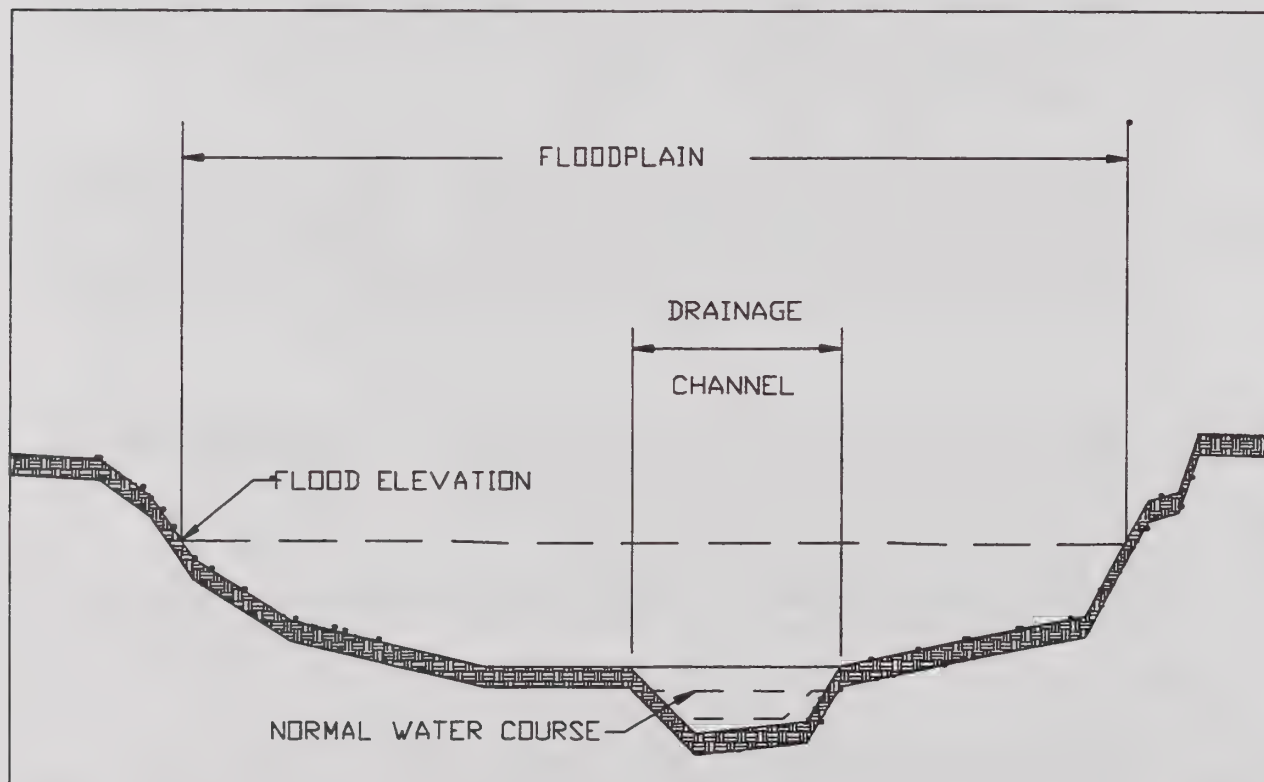 FLOODPLAIN
DRAINAGE
CHANNEL
FLOOD ELEVATION
NORMAL WATER COURSE